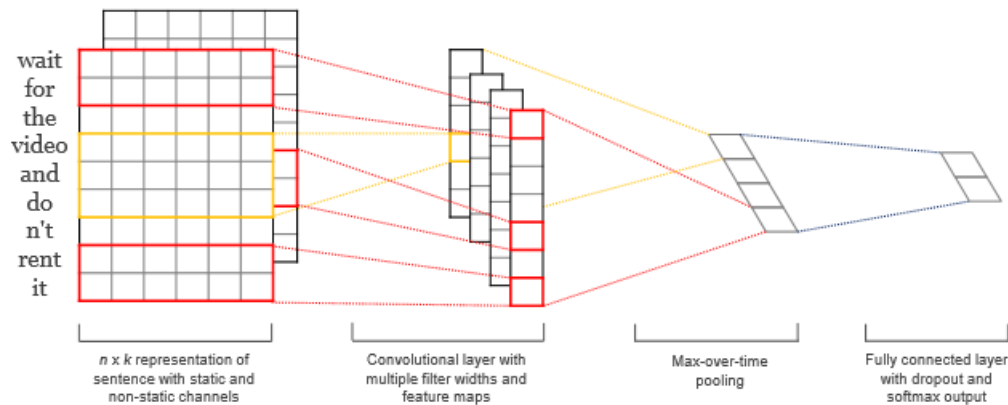 wait
for
the
video
and
do
n't
rent
it
n x k representation of
sentence with static and
non-static channels
Convolutional layer with
multiple filter widths and
feature maps
Max-over-time
pooling
Fully connected layer
with dropout and
softmax output